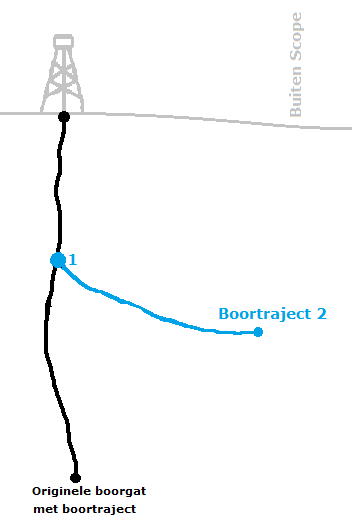 Buiten Scope
1
Boortraject 2
Originele boorgat
met boortraject